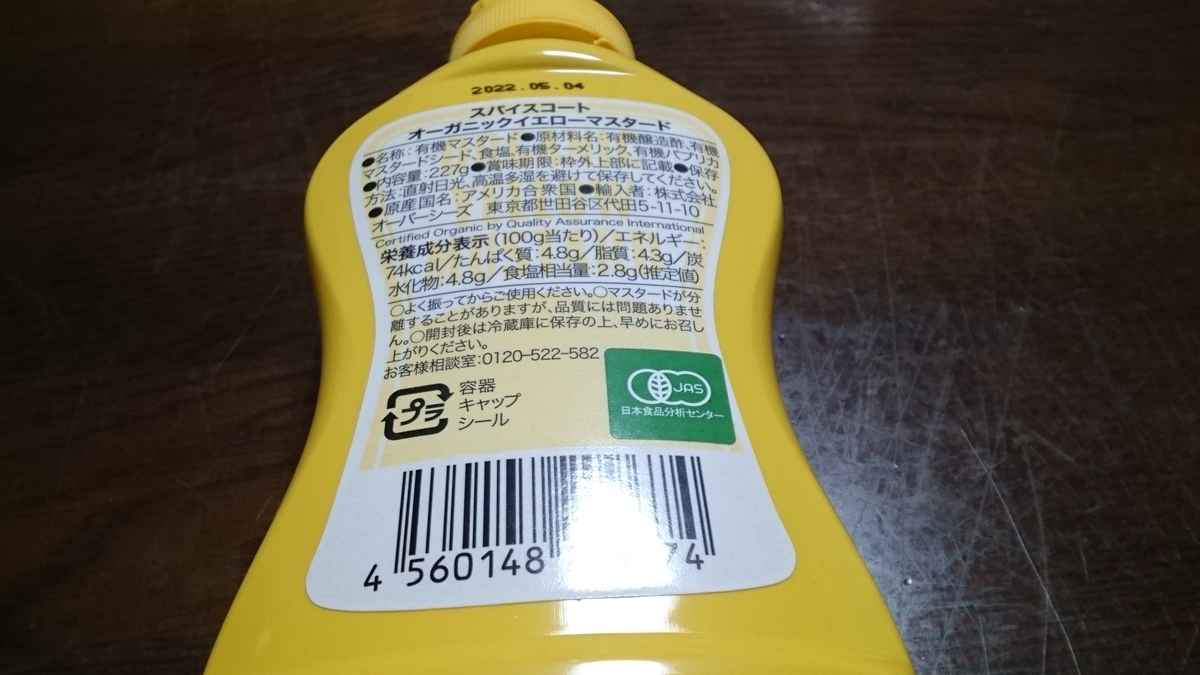 2022.05.04
スパイスコート
オーガニックイエローマスタード
●名称:有機マスタード●原材料名:有機醸造酢、有機
マスタードシード、食塩、有機ターメリック、有機パプリカ
●内容量:227g●賞味期限:枠外上部に記載●保存
方法:直射日光、高温多湿を避けて保存してください。
●原産国名:アメリカ合衆国●輸入者:株式会社
オーバーシーズ 東京都世田谷区代田5-11-10
Certified Organic by Quality Assurance International
栄養成分表示(100g当たり)/エネルギー:
74kcal/たんぱく質:4.8g/脂質:4.3g/炭
水化物:4.8g/食塩相当量:2.8g(推定値)
○よく振ってからご使用ください。○マスタードが分
離することがありますが、品質には問題ありませ
ん。○開封後は冷蔵庫に保存の上、早めにお召し
上がりください。
お客様相談室:0120-522-582
プラ
容器
キャップ
シール
JAS
日本食品分析センター
4 560148 74